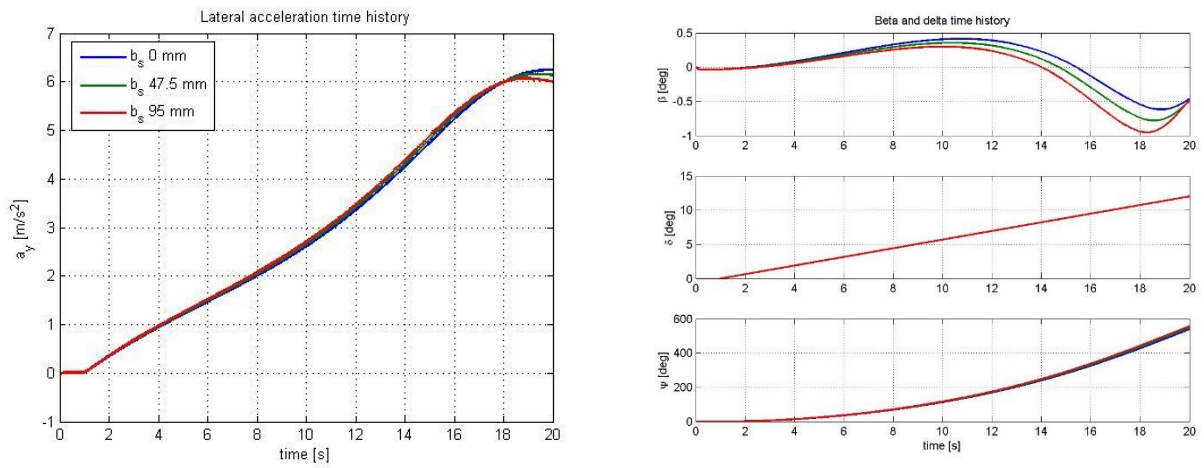 Lateral acceleration time history
b_s 0 mm
b_s 47.5 mm
b_s 95 mm
7
6
5
4
3
2
1
0
-1
a_y [m/s²]
0 2 4 6 8 10 12 14 16 18 20
time [s]
Beta and delta time history
0.5
0
-0.5
-1
β [deg]
0 2 4 6 8 10 12 14 16 18 20
15
10
5
0
δ [deg]
0 2 4 6 8 10 12 14 16 18 20
600
400
200
0
ψ [deg]
0 2 4 6 8 10 12 14 16 18 20
time [s]